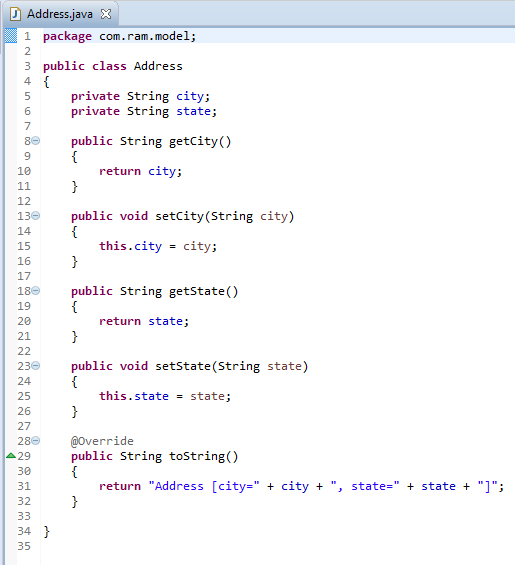 Address.java
1 package com.ram.model;
2
3 public class Address
4 {
5     private String city;
6     private String state;
7
8     public String getCity()
9     {
10         return city;
11     }
12
13     public void setCity(String city)
14     {
15         this.city = city;
16     }
17
18     public String getState()
19     {
20         return state;
21     }
22
23     public void setState(String state)
24     {
25         this.state = state;
26     }
27
28     @Override
29     public String toString()
30     {
31         return "Address [city=" + city + ", state=" + state + "]";
32     }
33
34 }
35